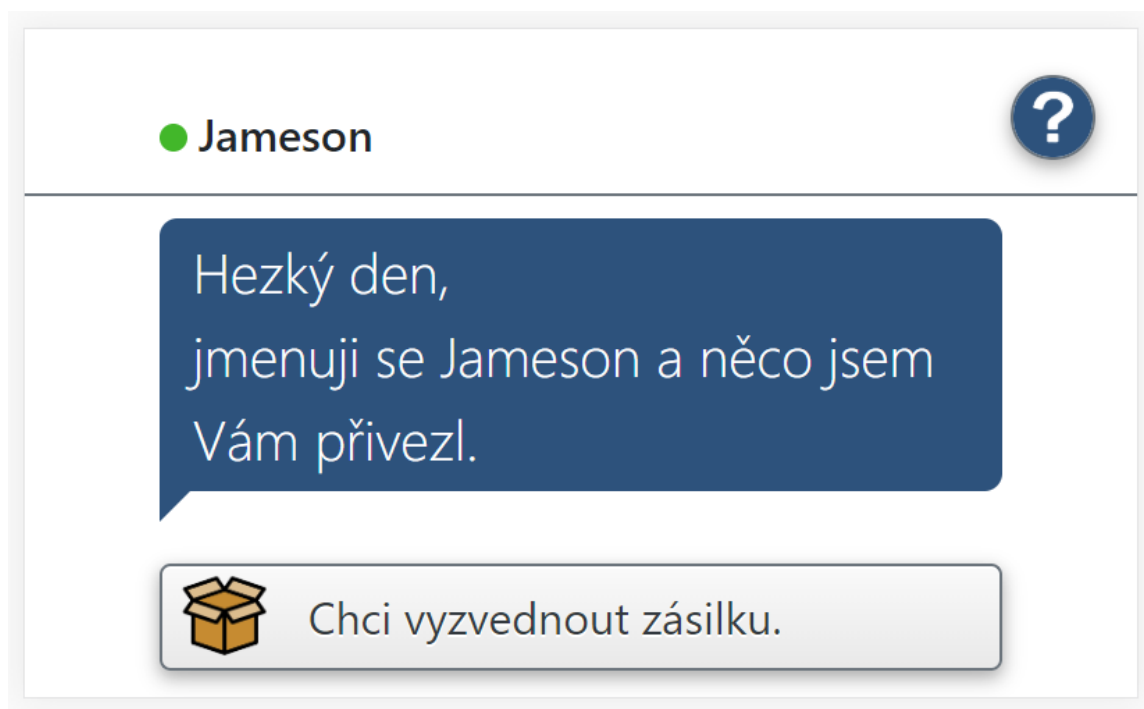 Jameson
?
Hezký den,
jmenuji se Jameson a něco jsem
Vám přivezl.
Chci vyzvednout zásilku.